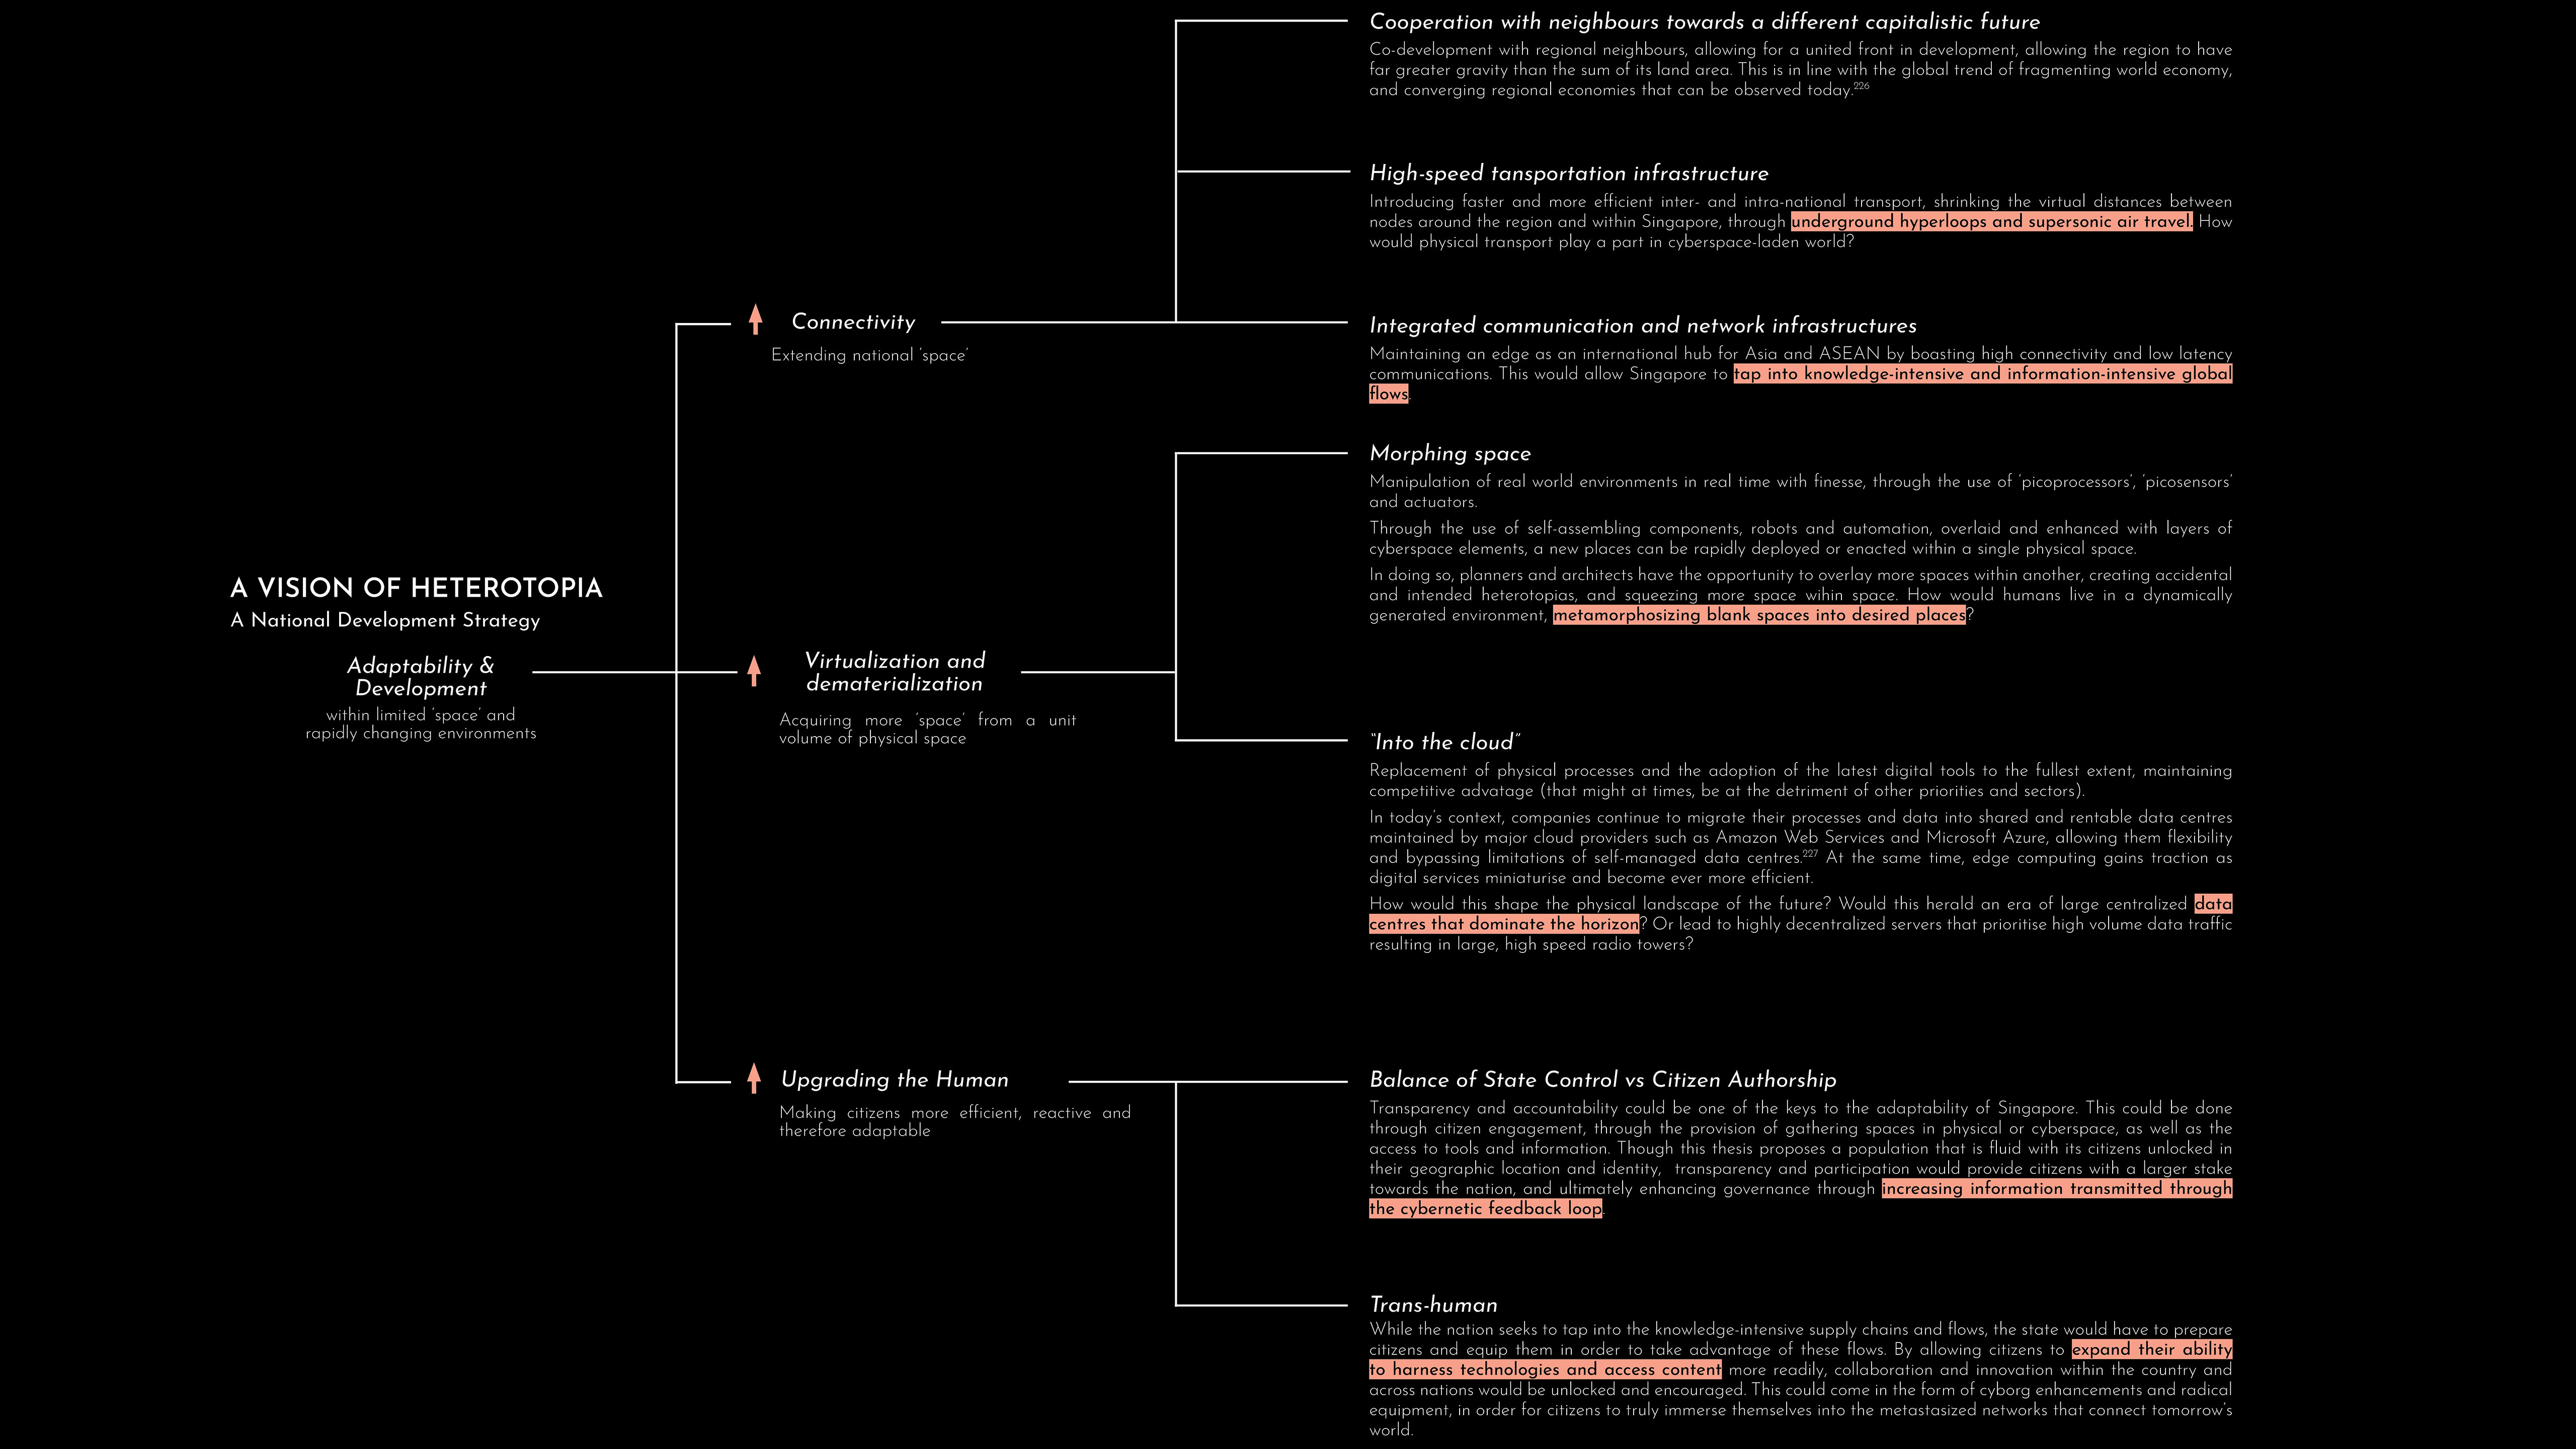 A VISION OF HETEROTOPIA
A National Development Strategy
Adaptability &
Development
within limited 'space' and
rapidly changing environments
Connectivity
Extending national 'space'
Cooperation with neighbours towards a different capitalistic future
Co-development with regional neighbours, allowing for a united front in development, allowing the region to have
far greater gravity than the sum of its land area. This is in line with the global trend of fragmenting world economy,
and converging regional economies that can be observed today.226
High-speed tansportation infrastructure
Introducing faster and more efficient inter- and intra-national transport, shrinking the virtual distances between
nodes around the region and within Singapore, through underground hyperloops and supersonic air travel. How
would physical transport play a part in cyberspace-laden world?
Integrated communication and network infrastructures
Maintaining an edge as an international hub for Asia and ASEAN by boasting high connectivity and low latency
communications. This would allow Singapore to tap into knowledge-intensive and information-intensive global
flows.
Virtualization and
dematerialization
Acquiring more 'space' from a unit
volume of physical space
Morphing space
Manipulation of real world environments in real time with finesse, through the use of 'picoprocessors', 'picosensors'
and actuators.
Through the use of self-assembling components, robots and automation, overlaid and enhanced with layers of
cyberspace elements, a new places can be rapidly deployed or enacted within a single physical space.
In doing so, planners and architects have the opportunity to overlay more spaces within another, creating accidental
and intended heterotopias, and squeezing more space wihin space. How would humans live in a dynamically
generated environment, metamorphosizing blank spaces into desired places?
"Into the cloud"
Replacement of physical processes and the adoption of the latest digital tools to the fullest extent, maintaining
competitive advatage (that might at times, be at the detriment of other priorities and sectors).
In today's context, companies continue to migrate their processes and data into shared and rentable data centres
maintained by major cloud providers such as Amazon Web Services and Microsoft Azure, allowing them flexibility
and bypassing limitations of self-managed data centres.227 At the same time, edge computing gains traction as
digital services miniaturise and become ever more efficient.
How would this shape the physical landscape of the future? Would this herald an era of large centralized data
centres that dominate the horizon? Or lead to highly decentralized servers that prioritise high volume data traffic
resulting in large, high speed radio towers?
Upgrading the Human
Making citizens more efficient, reactive and
therefore adaptable
Balance of State Control vs Citizen Authorship
Transparency and accountability could be one of the keys to the adaptability of Singapore. This could be done
through citizen engagement, through the provision of gathering spaces in physical or cyberspace, as well as the
access to tools and information. Though this thesis proposes a population that is fluid with its citizens unlocked in
their geographic location and identity, transparency and participation would provide citizens with a larger stake
towards the nation, and ultimately enhancing governance through increasing information transmitted through
the cybernetic feedback loop.
Trans-human
While the nation seeks to tap into the knowledge-intensive supply chains and flows, the state would have to prepare
citizens and equip them in order to take advantage of these flows. By allowing citizens to expand their ability
to harness technologies and access content more readily, collaboration and innovation within the country and
across nations would be unlocked and encouraged. This could come in the form of cyborg enhancements and radical
equipment, in order for citizens to truly immerse themselves into the metastasized networks that connect tomorrow's
world.